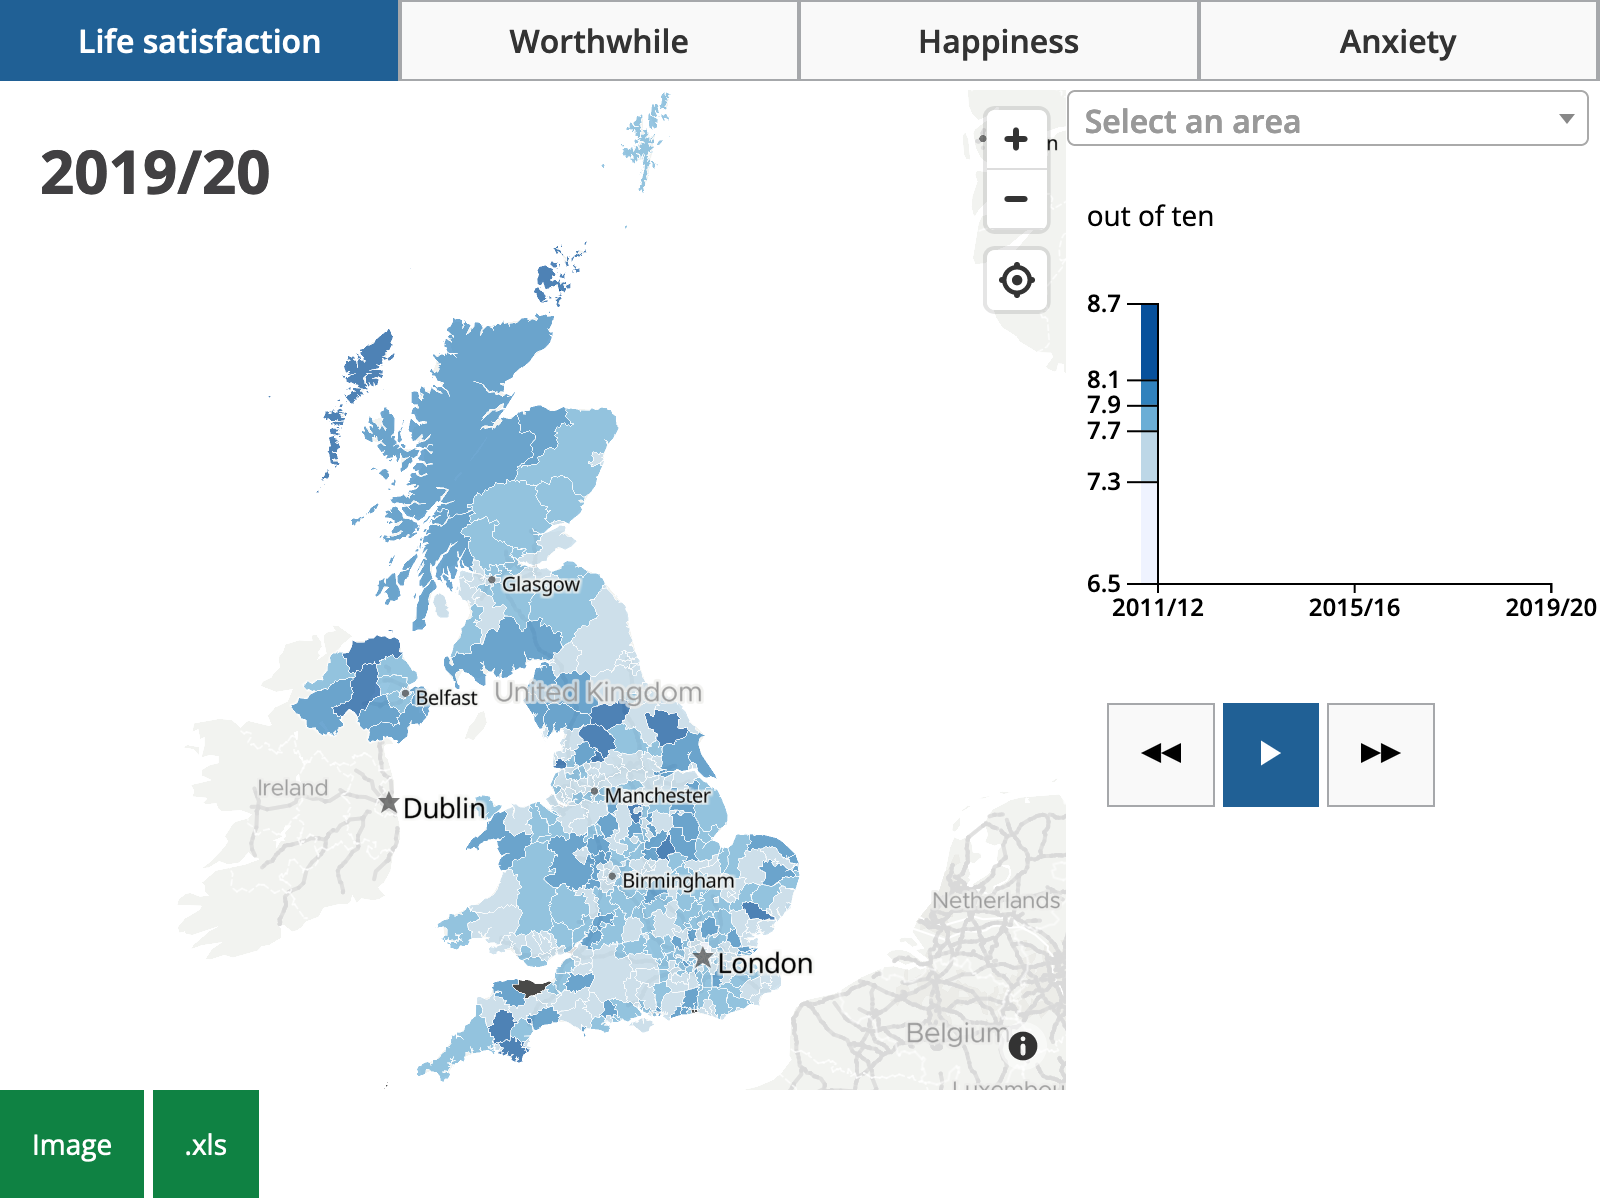 Life satisfaction
Worthwhile
Happiness
Anxiety
2019/20
n
Select an area
out of ten
8.7
8.1
7.9
7.7
7.3
6.5
2011/12
2015/16
2019/20
Glasgow
Belfast
United Kingdom
Ireland
Dublin
Manchester
Birmingham
London
Netherlands
Belgium
Luxembou
Image
.xls